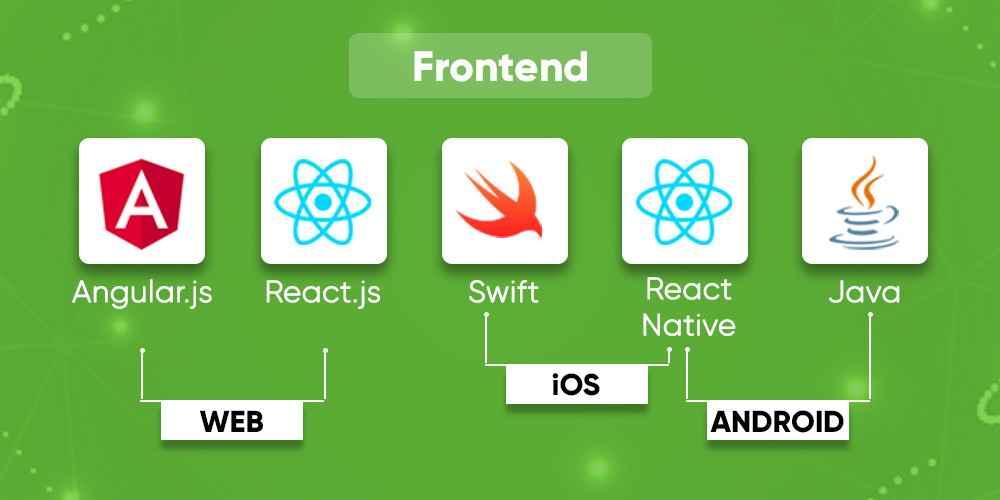 Frontend
Angular.js
React.js
Swift
React
Native
Java
WEB
iOS
ANDROID